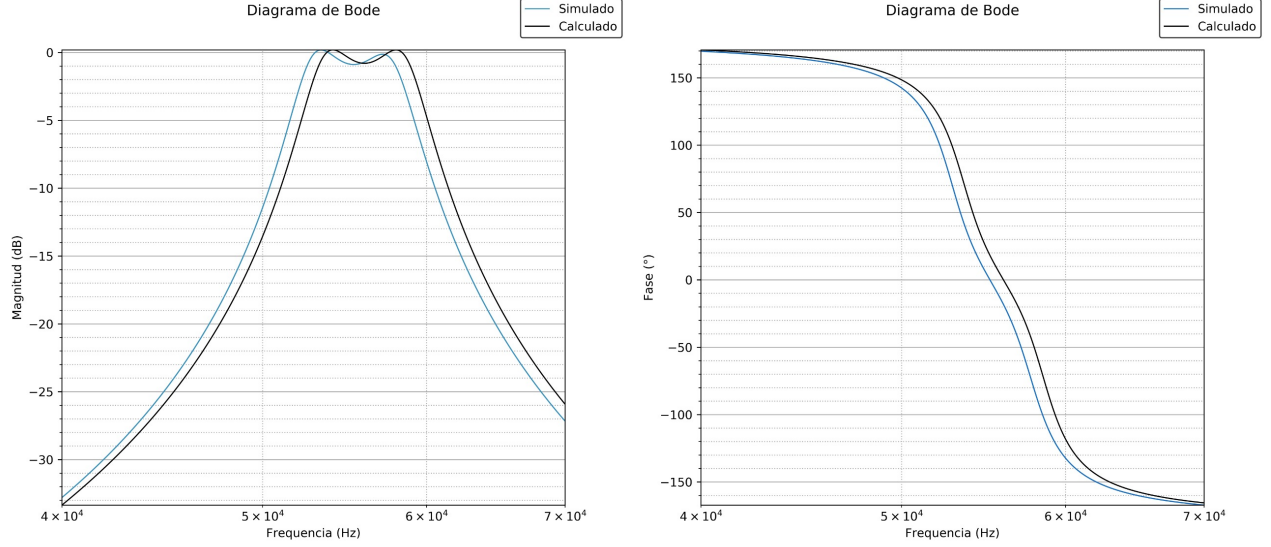 Diagrama de Bode
Simulado
Calculado
0
−5
−10
−15
−20
−25
−30
Magnitud (dB)
4 × 10⁴
5 × 10⁴
6 × 10⁴
7 × 10⁴
Frequencia (Hz)
Diagrama de Bode
Simulado
Calculado
150
100
50
0
−50
−100
−150
Fase (°)
4 × 10⁴
5 × 10⁴
6 × 10⁴
7 × 10⁴
Frequencia (Hz)